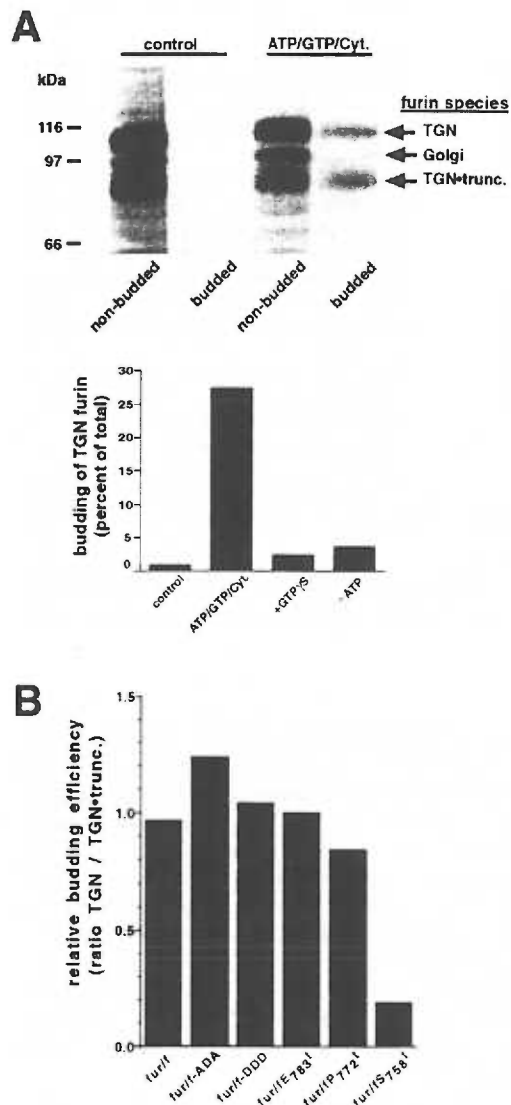 A
control
ATP/GTP/Cyt.
kDa
furin species
116
TGN
97
Golgi
TGN•trunc.
66
non-budded
budded
non-budded
budded
budding of TGN furin
(percent of total)
30
25
20
15
10
5
0
control
ATP/GTP/Cyt.
+GTPγS
- ATP
B
relative budding efficiency
(ratio TGN / TGN•trunc.)
1.5
1.0
0.5
0.0
fur/f
fur/f-ADA
fur/f-DDD
fur/fE783t
fur/fP772t
fur/fS758t